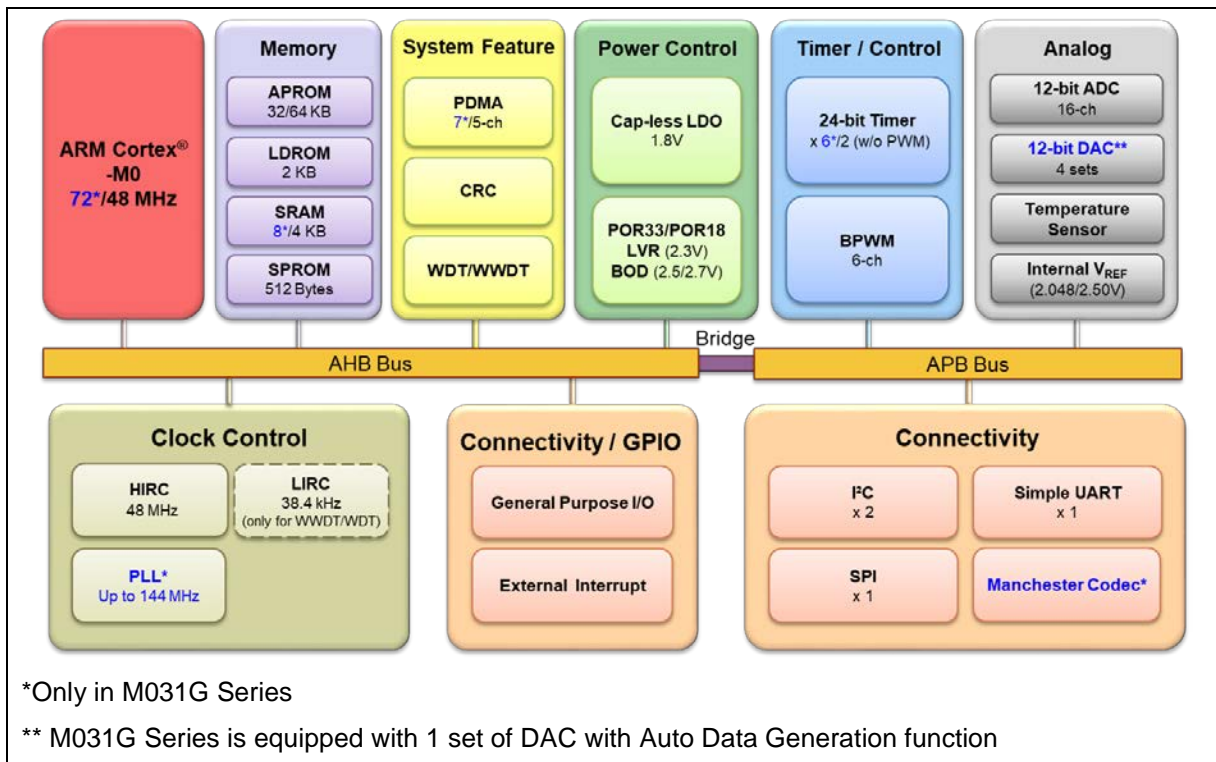 ARM Cortex®
-M0
72*/48 MHz
Memory
APROM
32/64 KB
LDROM
2 KB
SRAM
8*/4 KB
SPROM
512 Bytes
System Feature
PDMA
7*/5-ch
CRC
WDT/WWDT
Power Control
Cap-less LDO
1.8V
POR33/POR18
LVR (2.3V)
BOD (2.5/2.7V)
Timer / Control
24-bit Timer
x 6*/2 (w/o PWM)
BPWM
6-ch
Analog
12-bit ADC
16-ch
12-bit DAC**
4 sets
Temperature
Sensor
Internal VREF
(2.048/2.50V)
AHB Bus
Bridge
APB Bus
Clock Control
HIRC
48 MHz
LIRC
38.4 kHz
(only for WWDT/WDT)
PLL*
Up to 144 MHz
Connectivity / GPIO
General Purpose I/O
External Interrupt
Connectivity
I²C
x 2
Simple UART
x 1
SPI
x 1
Manchester Codec*
*Only in M031G Series
** M031G Series is equipped with 1 set of DAC with Auto Data Generation function